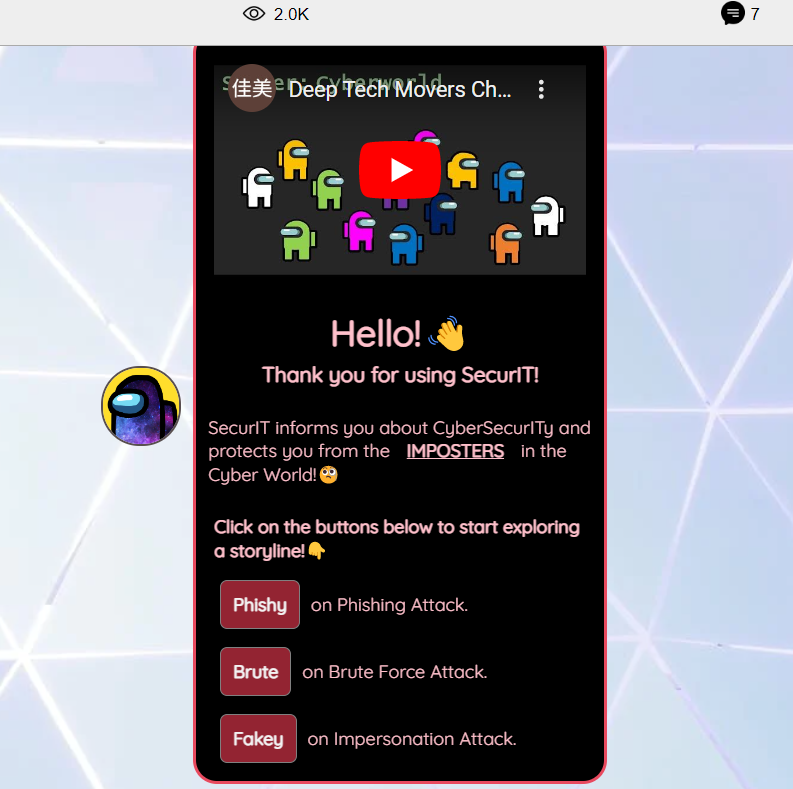 2.0K
7
佳美 Deep Tech Movers Ch...
Cyberworld
Hello! 👋
Thank you for using SecurIT!
SecurIT informs you about CyberSecurITy and
protects you from the IMPOSTERS in the
Cyber World!🥺
Click on the buttons below to start exploring
a storyline!👇
Phishy on Phishing Attack.
Brute on Brute Force Attack.
Fakey on Impersonation Attack.